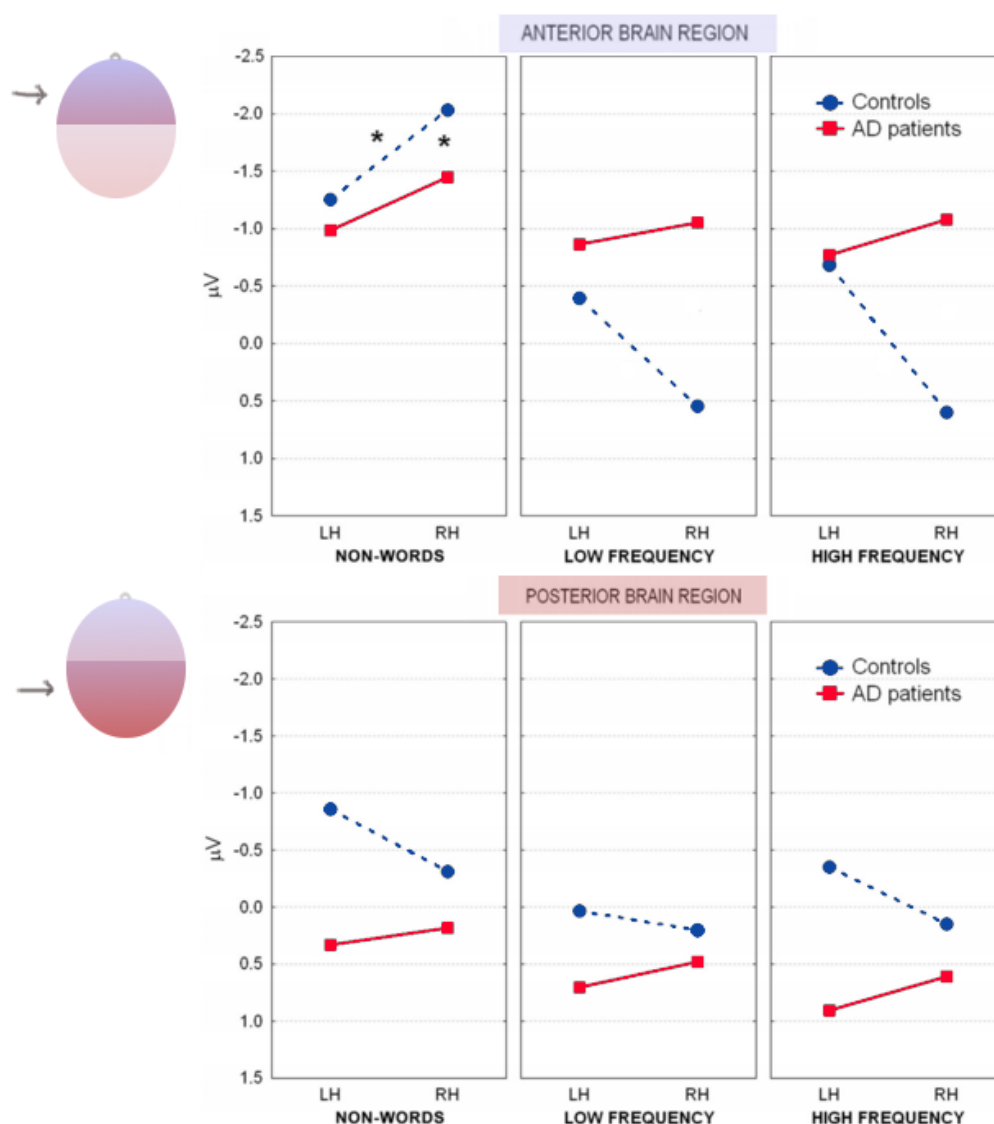 ANTERIOR BRAIN REGION
-2.5
-2.0
-1.5
-1.0
-0.5
0.0
0.5
1.0
1.5
µV
* *
Controls
AD patients
LH RH LH RH LH RH
NON-WORDS LOW FREQUENCY HIGH FREQUENCY
POSTERIOR BRAIN REGION
-2.5
-2.0
-1.5
-1.0
-0.5
0.0
0.5
1.0
1.5
µV
Controls
AD patients
LH RH LH RH LH RH
NON-WORDS LOW FREQUENCY HIGH FREQUENCY